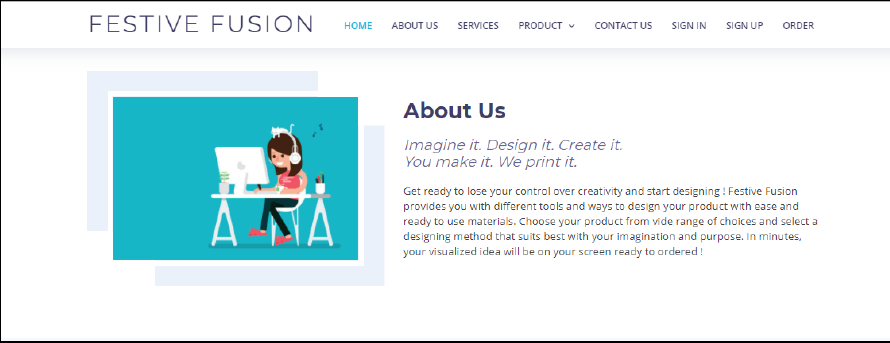 FESTIVE FUSION
HOME ABOUT US SERVICES PRODUCT CONTACT US SIGN IN SIGN UP ORDER
About Us
Imagine it. Design it. Create it.
You make it. We print it.
Get ready to lose your control over creativity and start designing ! Festive Fusion
provides you with different tools and ways to design your product with ease and
ready to use materials. Choose your product from vide range of choices and select a
designing method that suits best with your imagination and purpose. In minutes,
your visualized idea will be on your screen ready to ordered !